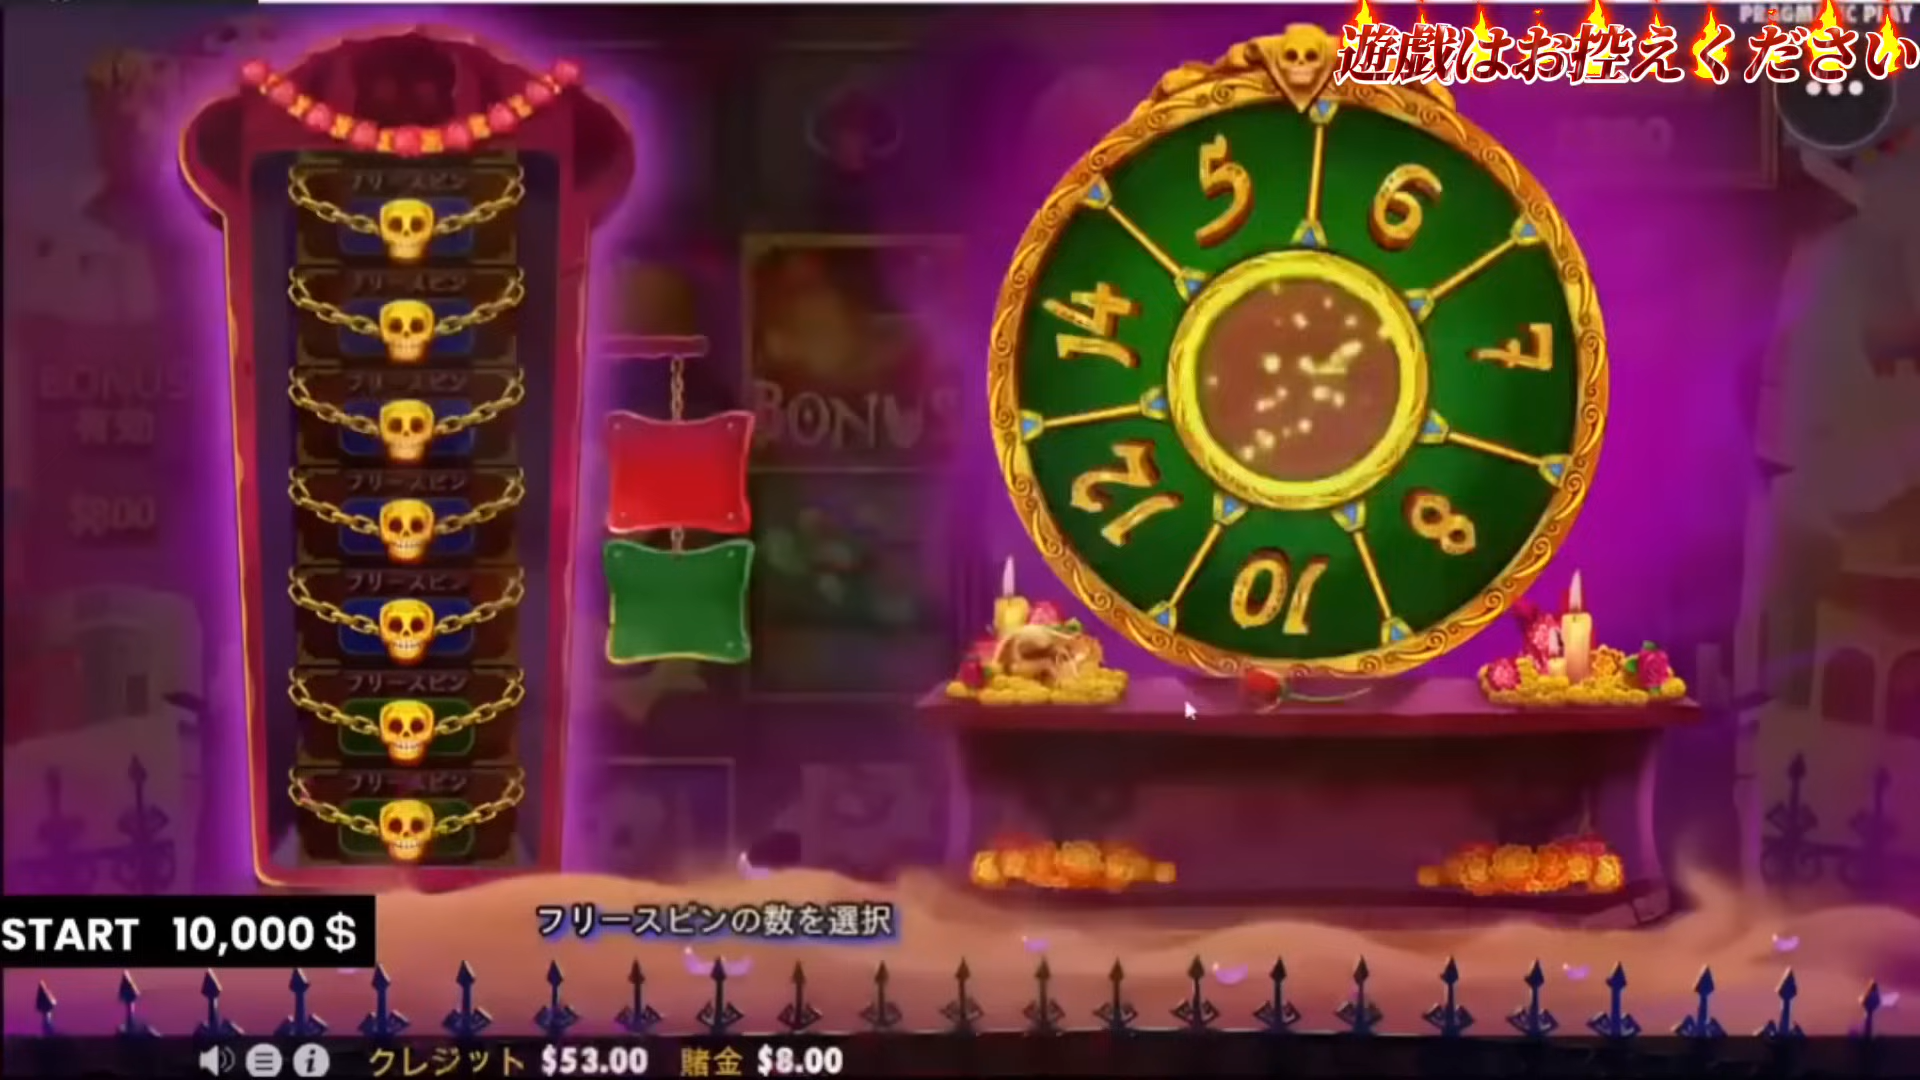 PRAGMATIC PLAY
遊戯はお控えください
フリースピン
フリースピン
フリースピン
フリースピン
フリースピン
フリースピン
フリースピン
5
6
7
8
10
12
14
BONUS
BONUS
$800
START 10,000 $
フリースピンの数を選択
クレジット $53.00 賭金 $8.00